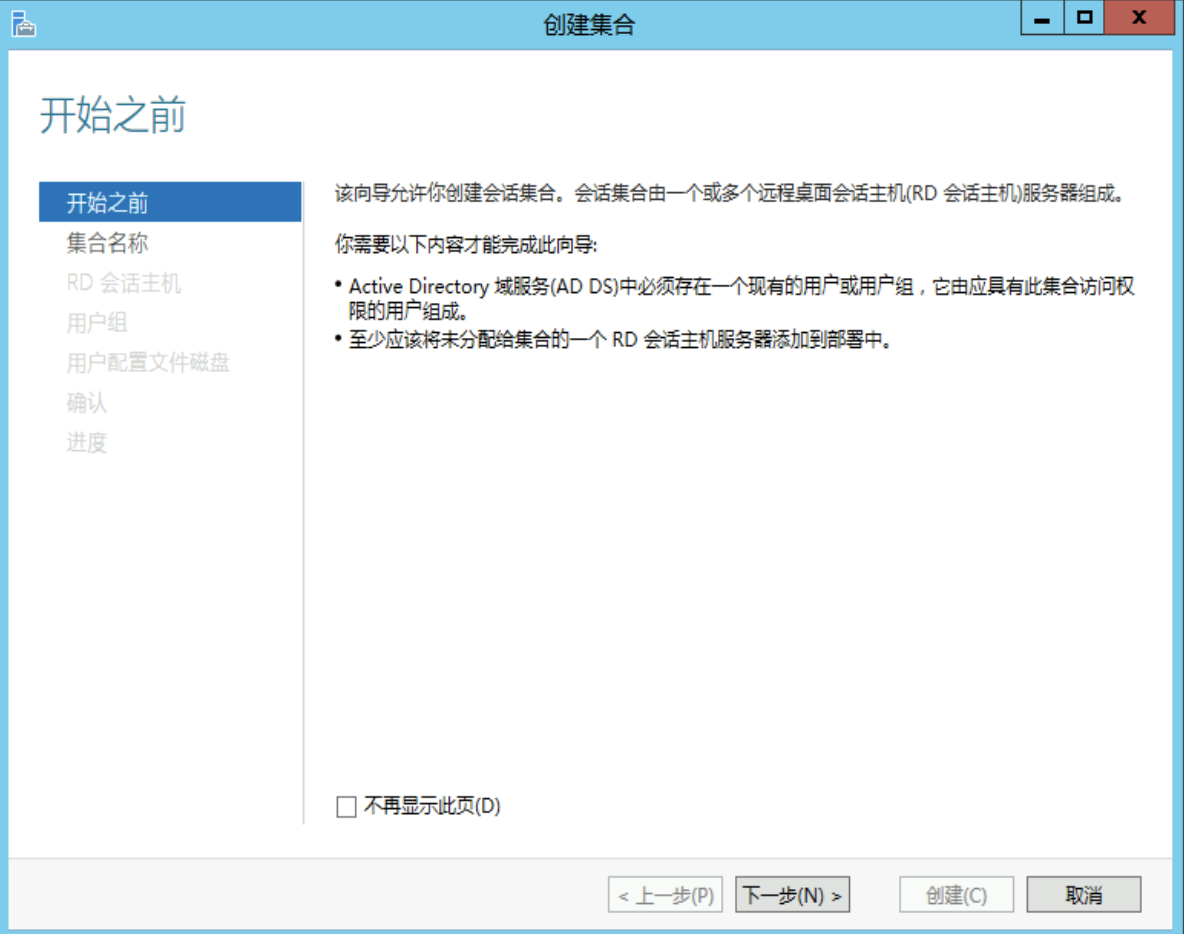 创建集合
开始之前
开始之前
集合名称
RD 会话主机
用户组
用户配置文件磁盘
确认
进度
该向导允许你创建会话集合。会话集合由一个或多个远程桌面会话主机(RD 会话主机)服务器组成。
你需要以下内容才能完成此向导:
• Active Directory 域服务(AD DS)中必须存在一个现有的用户或用户组，它由应具有此集合访问权
限的用户组成。
• 至少应该将未分配给集合的一个 RD 会话主机服务器添加到部署中。
不再显示此页(D)
< 上一步(P)
下一步(N) >
创建(C)
取消